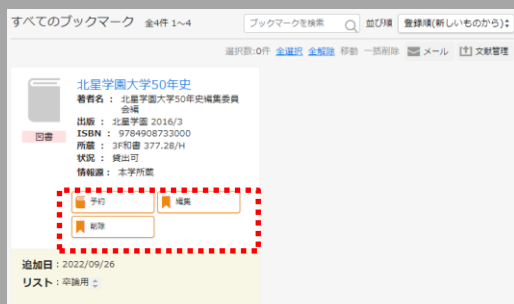 すべてのブックマーク 全4件 1～4 ブックマークを検索 並び順 登録順(新しいものから)
選択数:0件 全選択 全解除 移動 一括削除 メール 文献管理
北星学園大学50年史
著者名 : 北星学園大学50年史編集委員
会編
出版 : 北星学園 2016/3
図書 ISBN : 9784908733000
所蔵 : 3F和書 377.28/H
状況 : 貸出可
情報源 : 本学所蔵
予約 編集
削除
追加日 : 2022/09/26
リスト : 卒論用